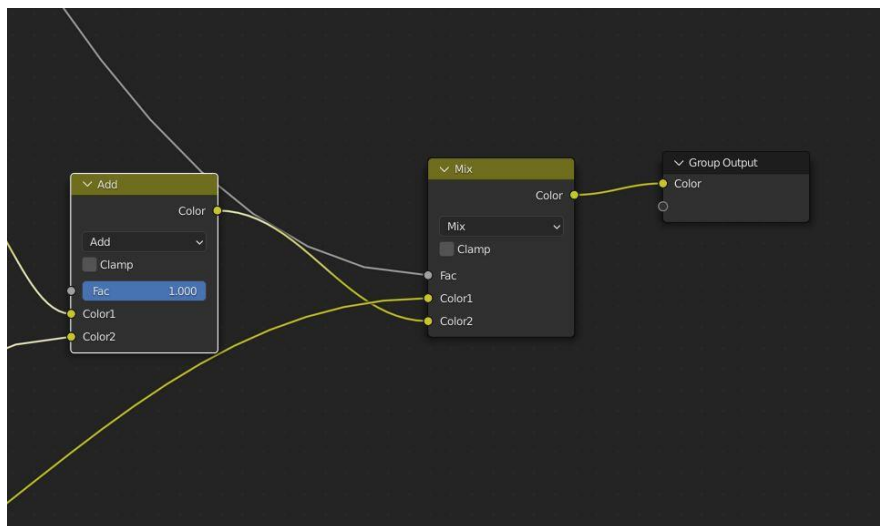 Add
Color
Add
Clamp
Fac 1.000
Color1
Color2
Mix
Color
Mix
Clamp
Fac
Color1
Color2
Group Output
Color